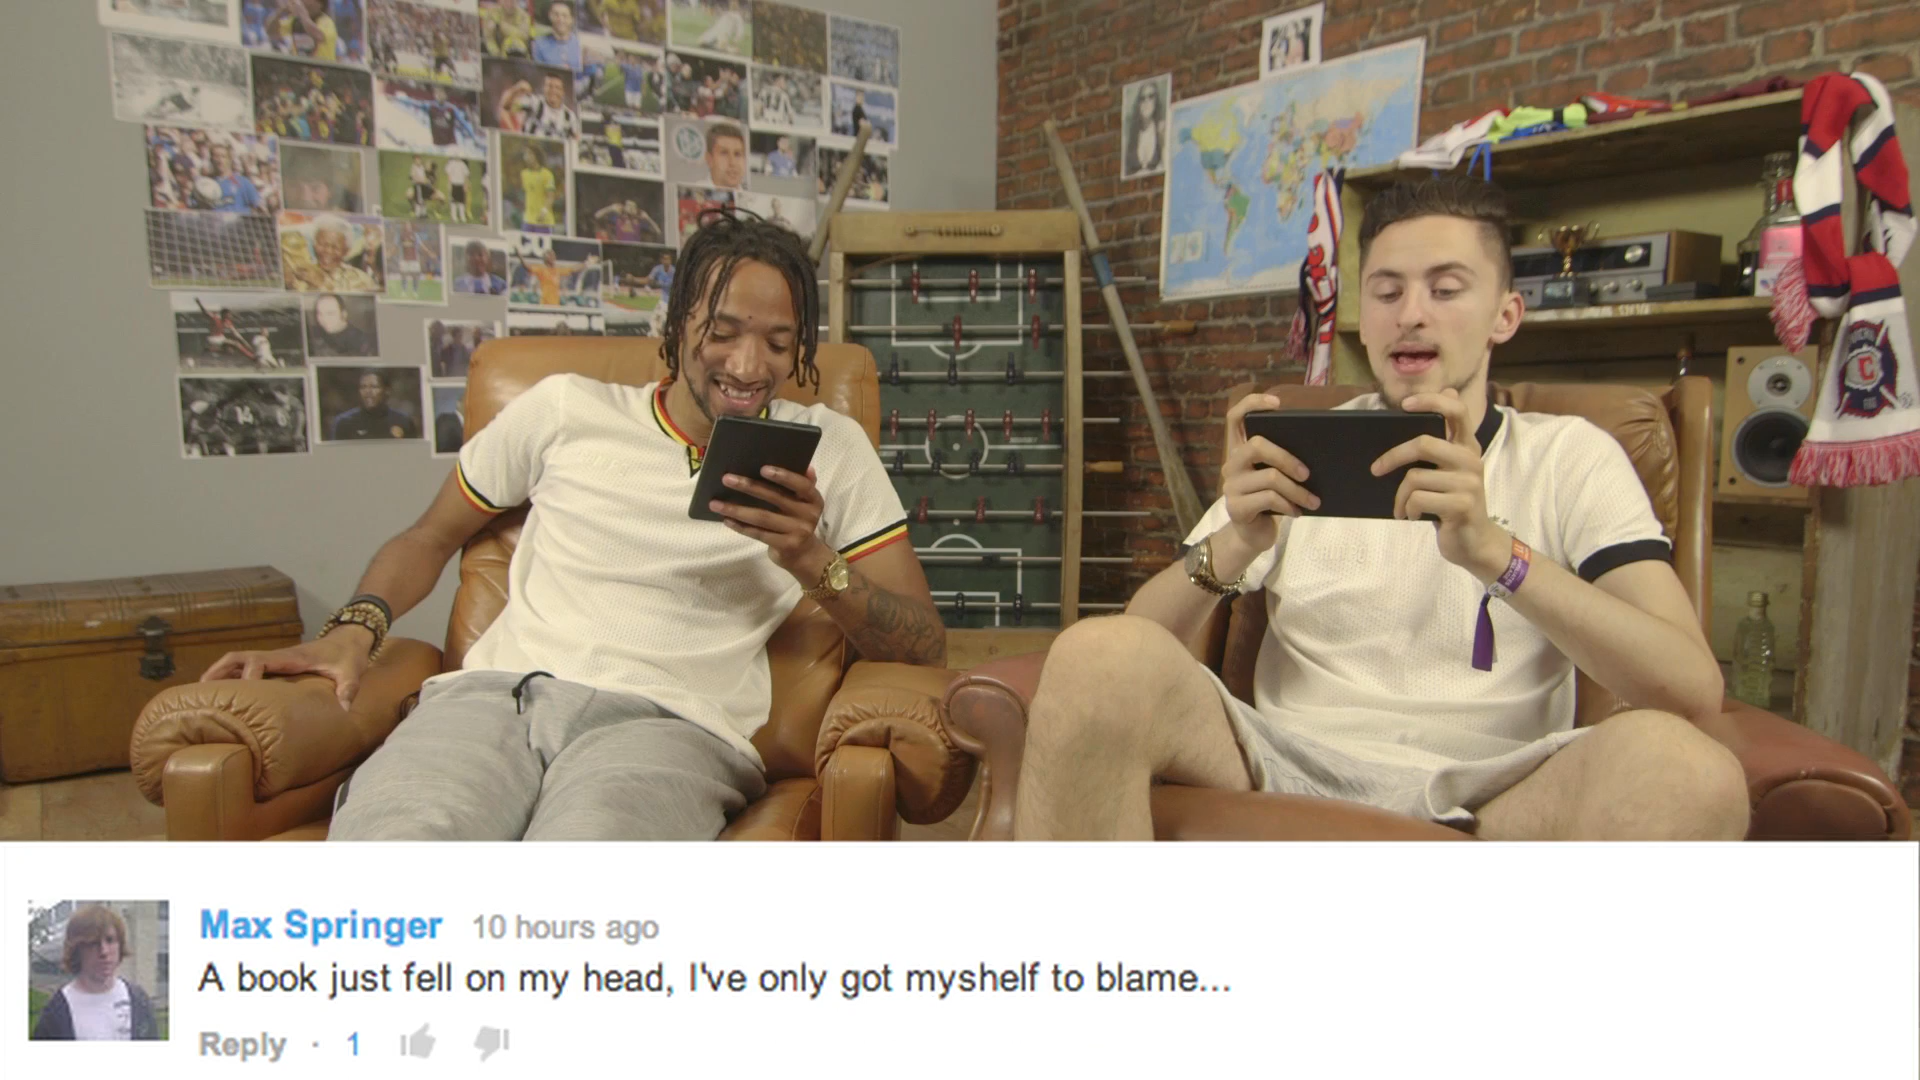 Max Springer 10 hours ago
A book just fell on my head, I've only got myshelf to blame...
Reply · 1